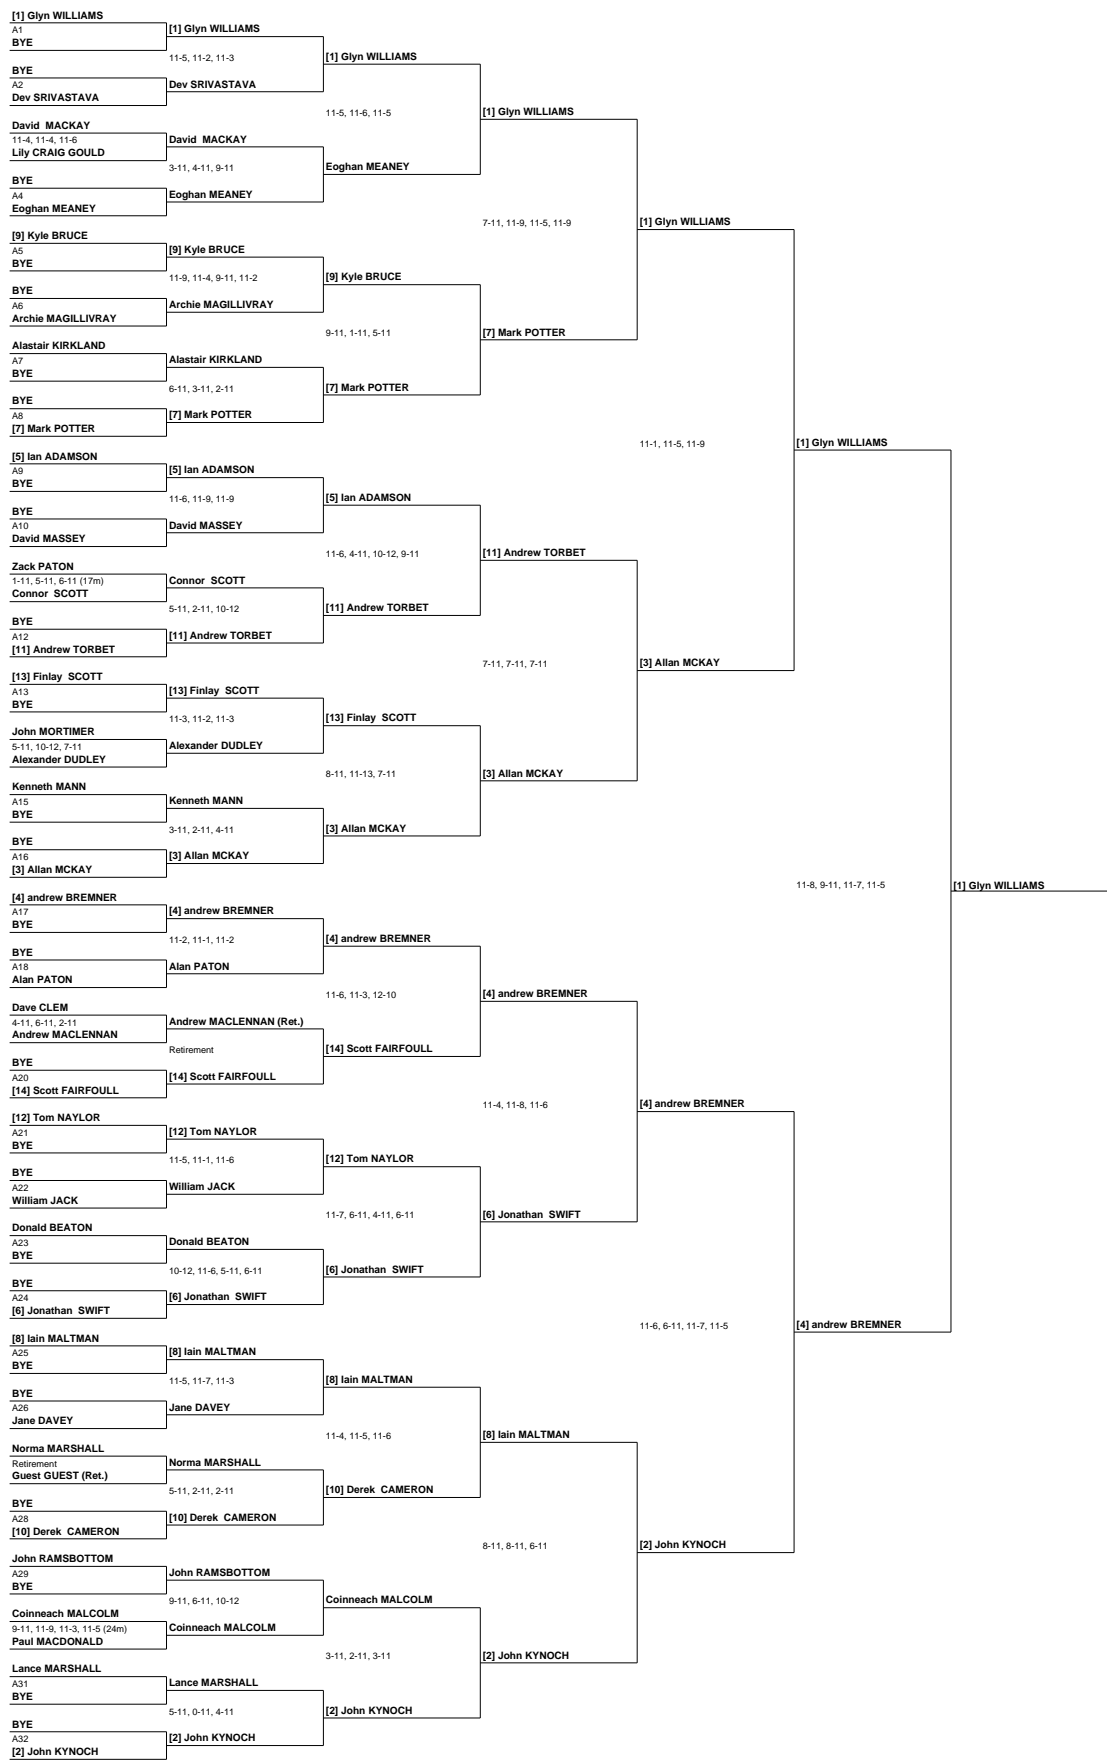 [1] Glyn WILLIAMS
A1
BYE
BYE
A2
Dev SRIVASTAVA
David MACKAY
11-4, 11-4, 11-6
Lily CRAIG GOULD
BYE
A4
Eoghan MEANEY
[9] Kyle BRUCE
A5
BYE
BYE
A6
Archie MAGILLIVRAY
Alastair KIRKLAND
A7
BYE
BYE
A8
[7] Mark POTTER
[5] Ian ADAMSON
A9
BYE
BYE
A10
David MASSEY
Zack PATON
1-11, 5-11, 6-11 (17m)
Connor SCOTT
BYE
A12
[11] Andrew TORBET
[13] Finlay SCOTT
A13
BYE
John MORTIMER
5-11, 10-12, 7-11
Alexander DUDLEY
Kenneth MANN
A15
BYE
BYE
A16
[3] Allan MCKAY
[4] andrew BREMNER
A17
BYE
BYE
A18
Alan PATON
Dave CLEM
4-11, 6-11, 2-11
Andrew MACLENNAN
BYE
A20
[14] Scott FAIRFOULL
[12] Tom NAYLOR
A21
BYE
BYE
A22
William JACK
Donald BEATON
A23
BYE
BYE
A24
[6] Jonathan SWIFT
[8] Iain MALTMAN
A25
BYE
BYE
A26
Jane DAVEY
Norma MARSHALL
Retirement
Guest GUEST (Ret.)
BYE
A28
[10] Derek CAMERON
John RAMSBOTTOM
A29
BYE
Coinneach MALCOLM
9-11, 11-9, 11-3, 11-5 (24m)
Paul MACDONALD
Lance MARSHALL
A31
BYE
BYE
A32
[2] John KYNOCH
[1] Glyn WILLIAMS
11-5, 11-2, 11-3
Dev SRIVASTAVA
David MACKAY
3-11, 4-11, 9-11
Eoghan MEANEY
[9] Kyle BRUCE
11-9, 11-4, 9-11, 11-2
Archie MAGILLIVRAY
Alastair KIRKLAND
6-11, 3-11, 2-11
[7] Mark POTTER
[5] Ian ADAMSON
11-6, 11-9, 11-9
David MASSEY
Connor SCOTT
5-11, 2-11, 10-12
[11] Andrew TORBET
[13] Finlay SCOTT
11-3, 11-2, 11-3
Alexander DUDLEY
Kenneth MANN
3-11, 2-11, 4-11
[3] Allan MCKAY
[4] andrew BREMNER
11-2, 11-1, 11-2
Alan PATON
Andrew MACLENNAN (Ret.)
Retirement
[14] Scott FAIRFOULL
[12] Tom NAYLOR
11-5, 11-1, 11-6
William JACK
Donald BEATON
10-12, 11-6, 5-11, 6-11
[6] Jonathan SWIFT
[8] Iain MALTMAN
11-5, 11-7, 11-3
Jane DAVEY
Norma MARSHALL
5-11, 2-11, 2-11
[10] Derek CAMERON
John RAMSBOTTOM
9-11, 6-11, 10-12
Coinneach MALCOLM
Lance MARSHALL
5-11, 0-11, 4-11
[2] John KYNOCH
[1] Glyn WILLIAMS
11-5, 11-6, 11-5
Eoghan MEANEY
[9] Kyle BRUCE
9-11, 1-11, 5-11
[7] Mark POTTER
[5] Ian ADAMSON
11-6, 4-11, 10-12, 9-11
[11] Andrew TORBET
[13] Finlay SCOTT
8-11, 11-13, 7-11
[3] Allan MCKAY
[4] andrew BREMNER
11-6, 11-3, 12-10
[14] Scott FAIRFOULL
[12] Tom NAYLOR
11-7, 6-11, 4-11, 6-11
[6] Jonathan SWIFT
[8] Iain MALTMAN
11-4, 11-5, 11-6
[10] Derek CAMERON
Coinneach MALCOLM
3-11, 2-11, 3-11
[2] John KYNOCH
[1] Glyn WILLIAMS
7-11, 11-9, 11-5, 11-9
[7] Mark POTTER
[11] Andrew TORBET
7-11, 7-11, 7-11
[3] Allan MCKAY
[4] andrew BREMNER
11-4, 11-8, 11-6
[6] Jonathan SWIFT
[8] Iain MALTMAN
8-11, 8-11, 6-11
[2] John KYNOCH
[1] Glyn WILLIAMS
11-1, 11-5, 11-9
[3] Allan MCKAY
[4] andrew BREMNER
11-6, 6-11, 11-7, 11-5
[2] John KYNOCH
[1] Glyn WILLIAMS
11-8, 9-11, 11-7, 11-5
[4] andrew BREMNER
[1] Glyn WILLIAMS